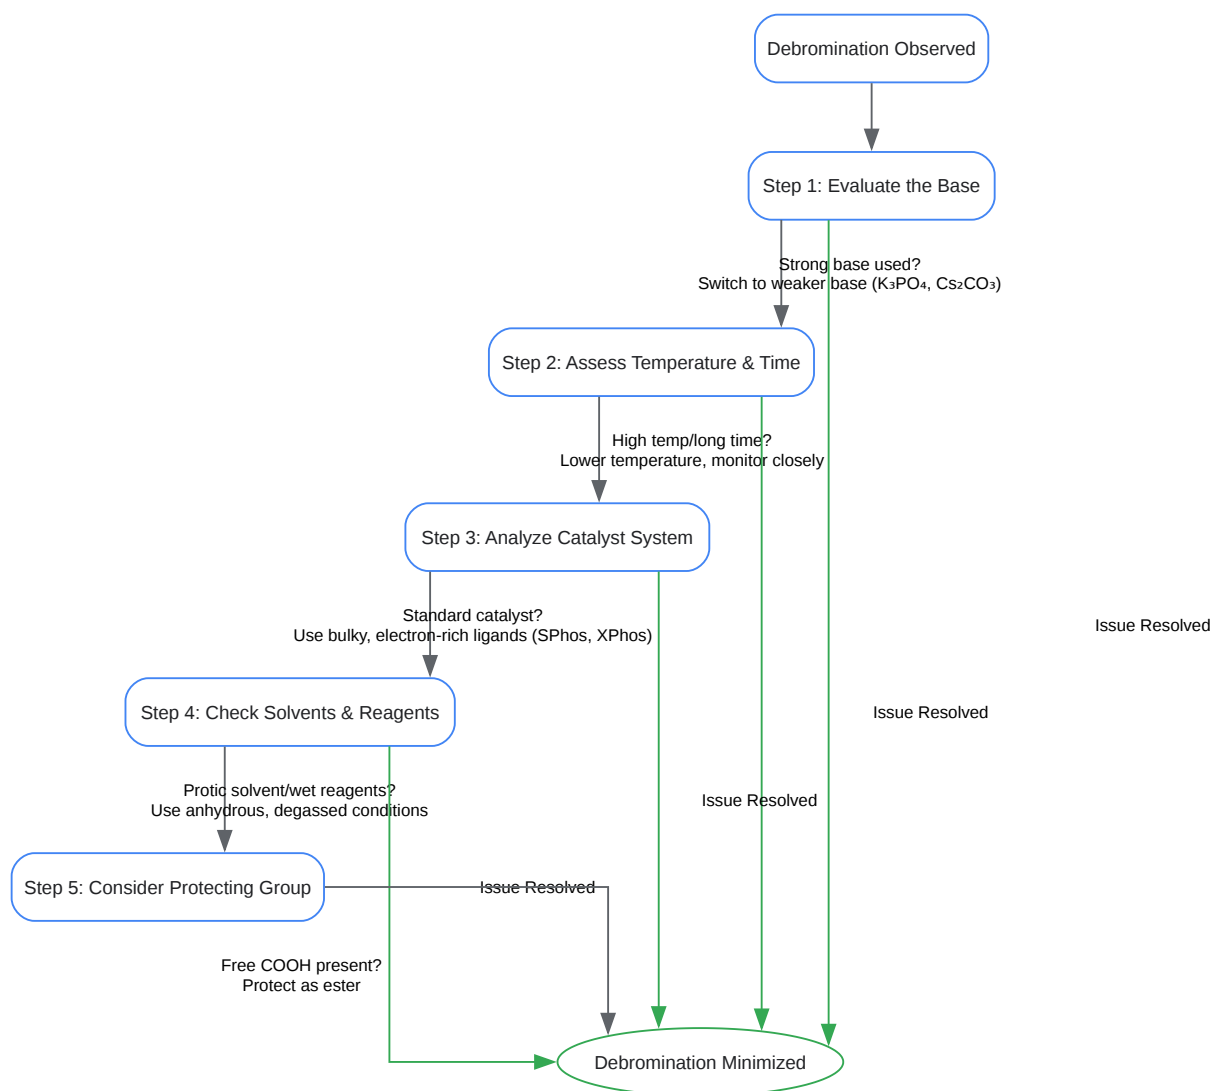 Debromination Observed
Step 1: Evaluate the Base
Strong base used?
Switch to weaker base (K₃PO₄, Cs₂CO₃)
Step 2: Assess Temperature & Time
High temp/long time?
Lower temperature, monitor closely
Step 3: Analyze Catalyst System
Standard catalyst?
Use bulky, electron-rich ligands (SPhos, XPhos)
Issue Resolved
Step 4: Check Solvents & Reagents
Issue Resolved
Protic solvent/wet reagents?
Use anhydrous, degassed conditions
Issue Resolved
Step 5: Consider Protecting Group
Issue Resolved
Free COOH present?
Protect as ester
Debromination Minimized